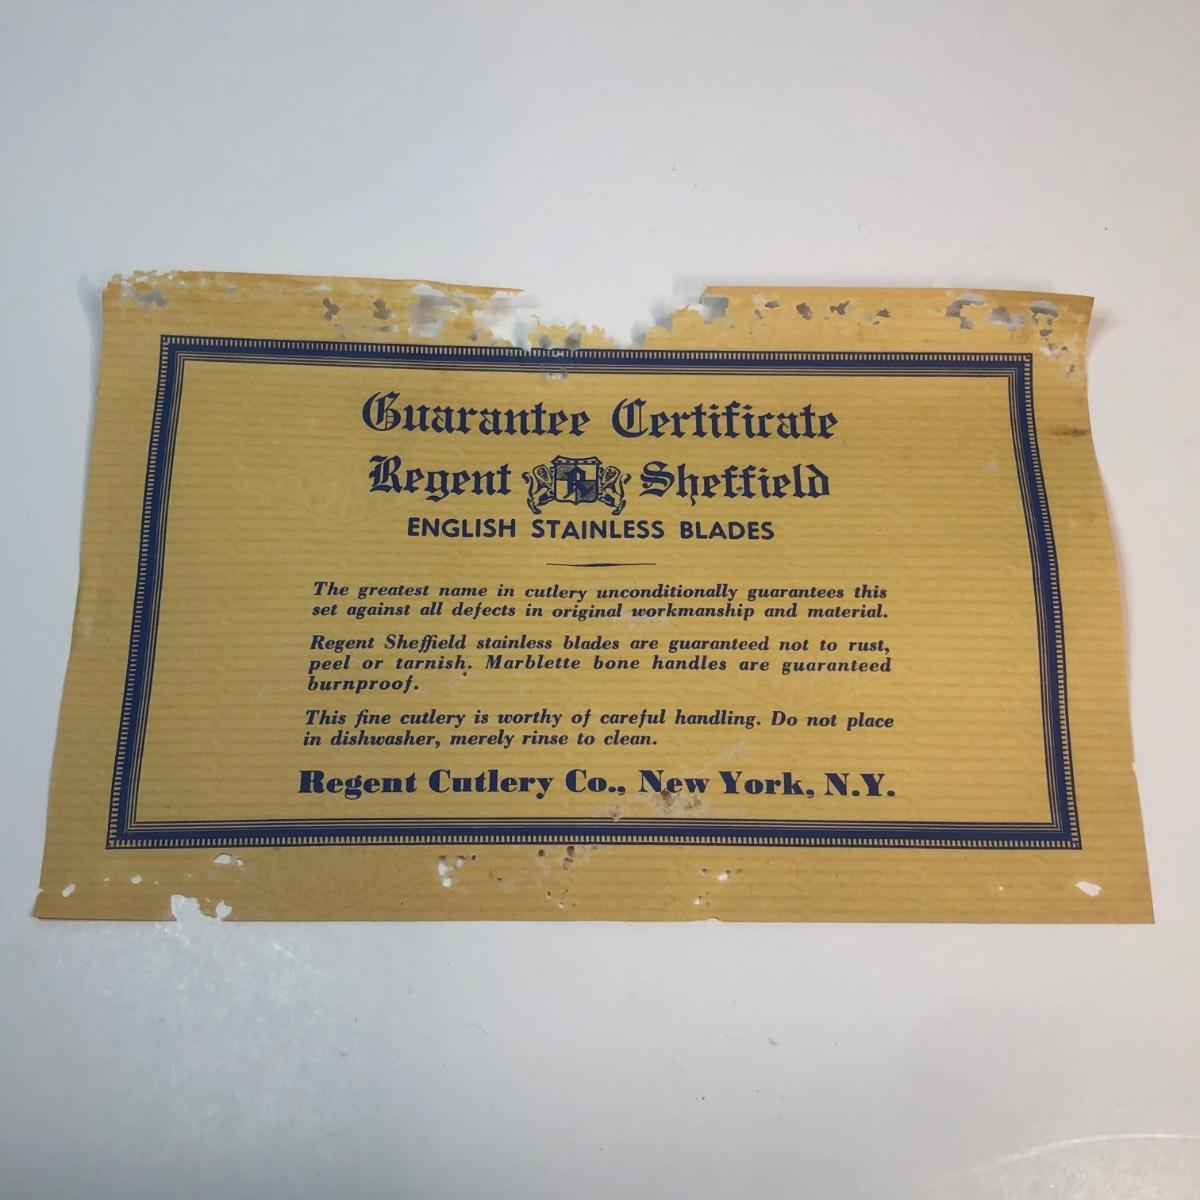 Guarantee Certificate
Regent R Sheffield
ENGLISH STAINLESS BLADES
The greatest name in cutlery unconditionally guarantees this
set against all defects in original workmanship and material.
Regent Sheffield stainless blades are guaranteed not to rust,
peel or tarnish. Marblette bone handles are guaranteed
burnproof.
This fine cutlery is worthy of careful handling. Do not place
in dishwasher, merely rinse to clean.
Regent Cutlery Co., New York, N.Y.